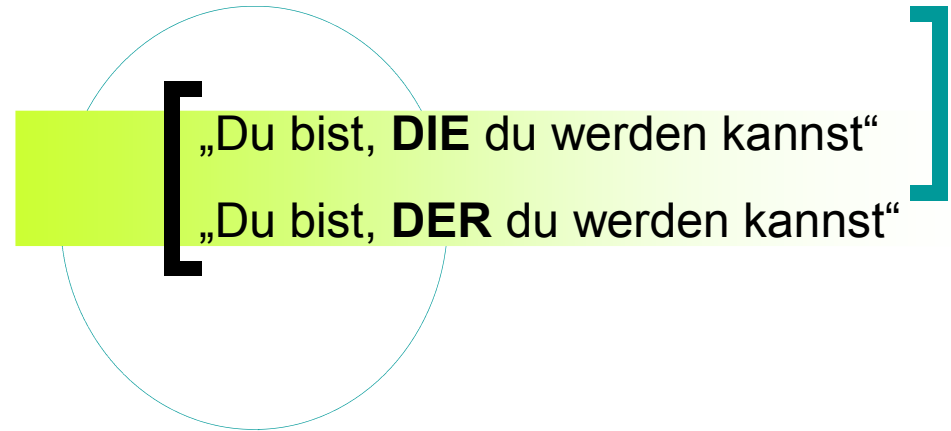 „Du bist, DIE du werden kannst“
„Du bist, DER du werden kannst“